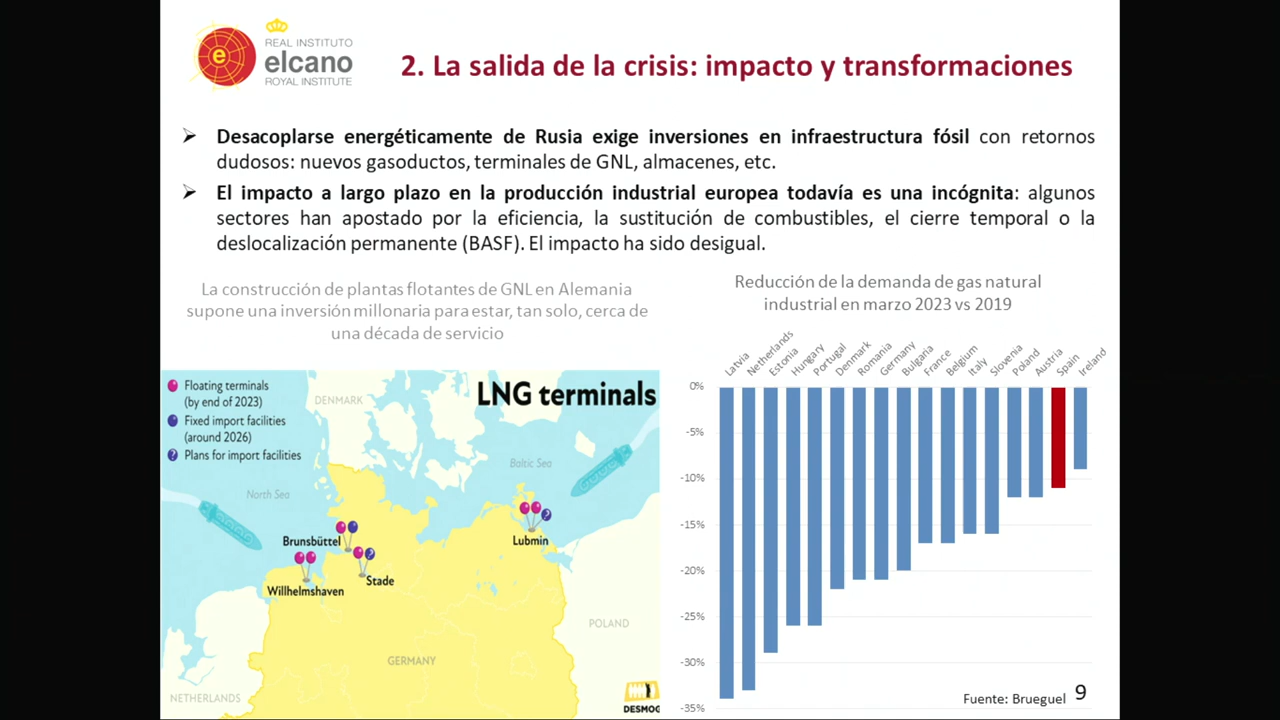 REAL INSTITUTO
elcano
ROYAL INSTITUTE
2. La salida de la crisis: impacto y transformaciones
Desacoplarse energéticamente de Rusia exige inversiones en infraestructura fósil con retornos
dudosos: nuevos gasoductos, terminales de GNL, almacenes, etc.
El impacto a largo plazo en la producción industrial europea todavía es una incógnita: algunos
sectores han apostado por la eficiencia, la sustitución de combustibles, el cierre temporal o la
deslocalización permanente (BASF). El impacto ha sido desigual.
La construcción de plantas flotantes de GNL en Alemania
supone una inversión millonaria para estar, tan solo, cerca de
una década de servicio
LNG terminals
Floating terminals
(by end of 2023)
Fixed import facilities
(around 2026)
? Plans for import facilities
DENMARK
Baltic Sea
North Sea
Brunsbüttel
Lubmin
Willhelmshaven
Stade
POLAND
GERMANY
NETHERLANDS
DESMOG
Reducción de la demanda de gas natural
industrial en marzo 2023 vs 2019
Latvia
Netherlands
Estonia
Hungary
Portugal
Denmark
Romania
Germany
Bulgaria
France
Belgium
Italy
Slovenia
Poland
Austria
Spain
Ireland
0%
-5%
-10%
-15%
-20%
-25%
-30%
-35%
Fuente: Brueguel
9